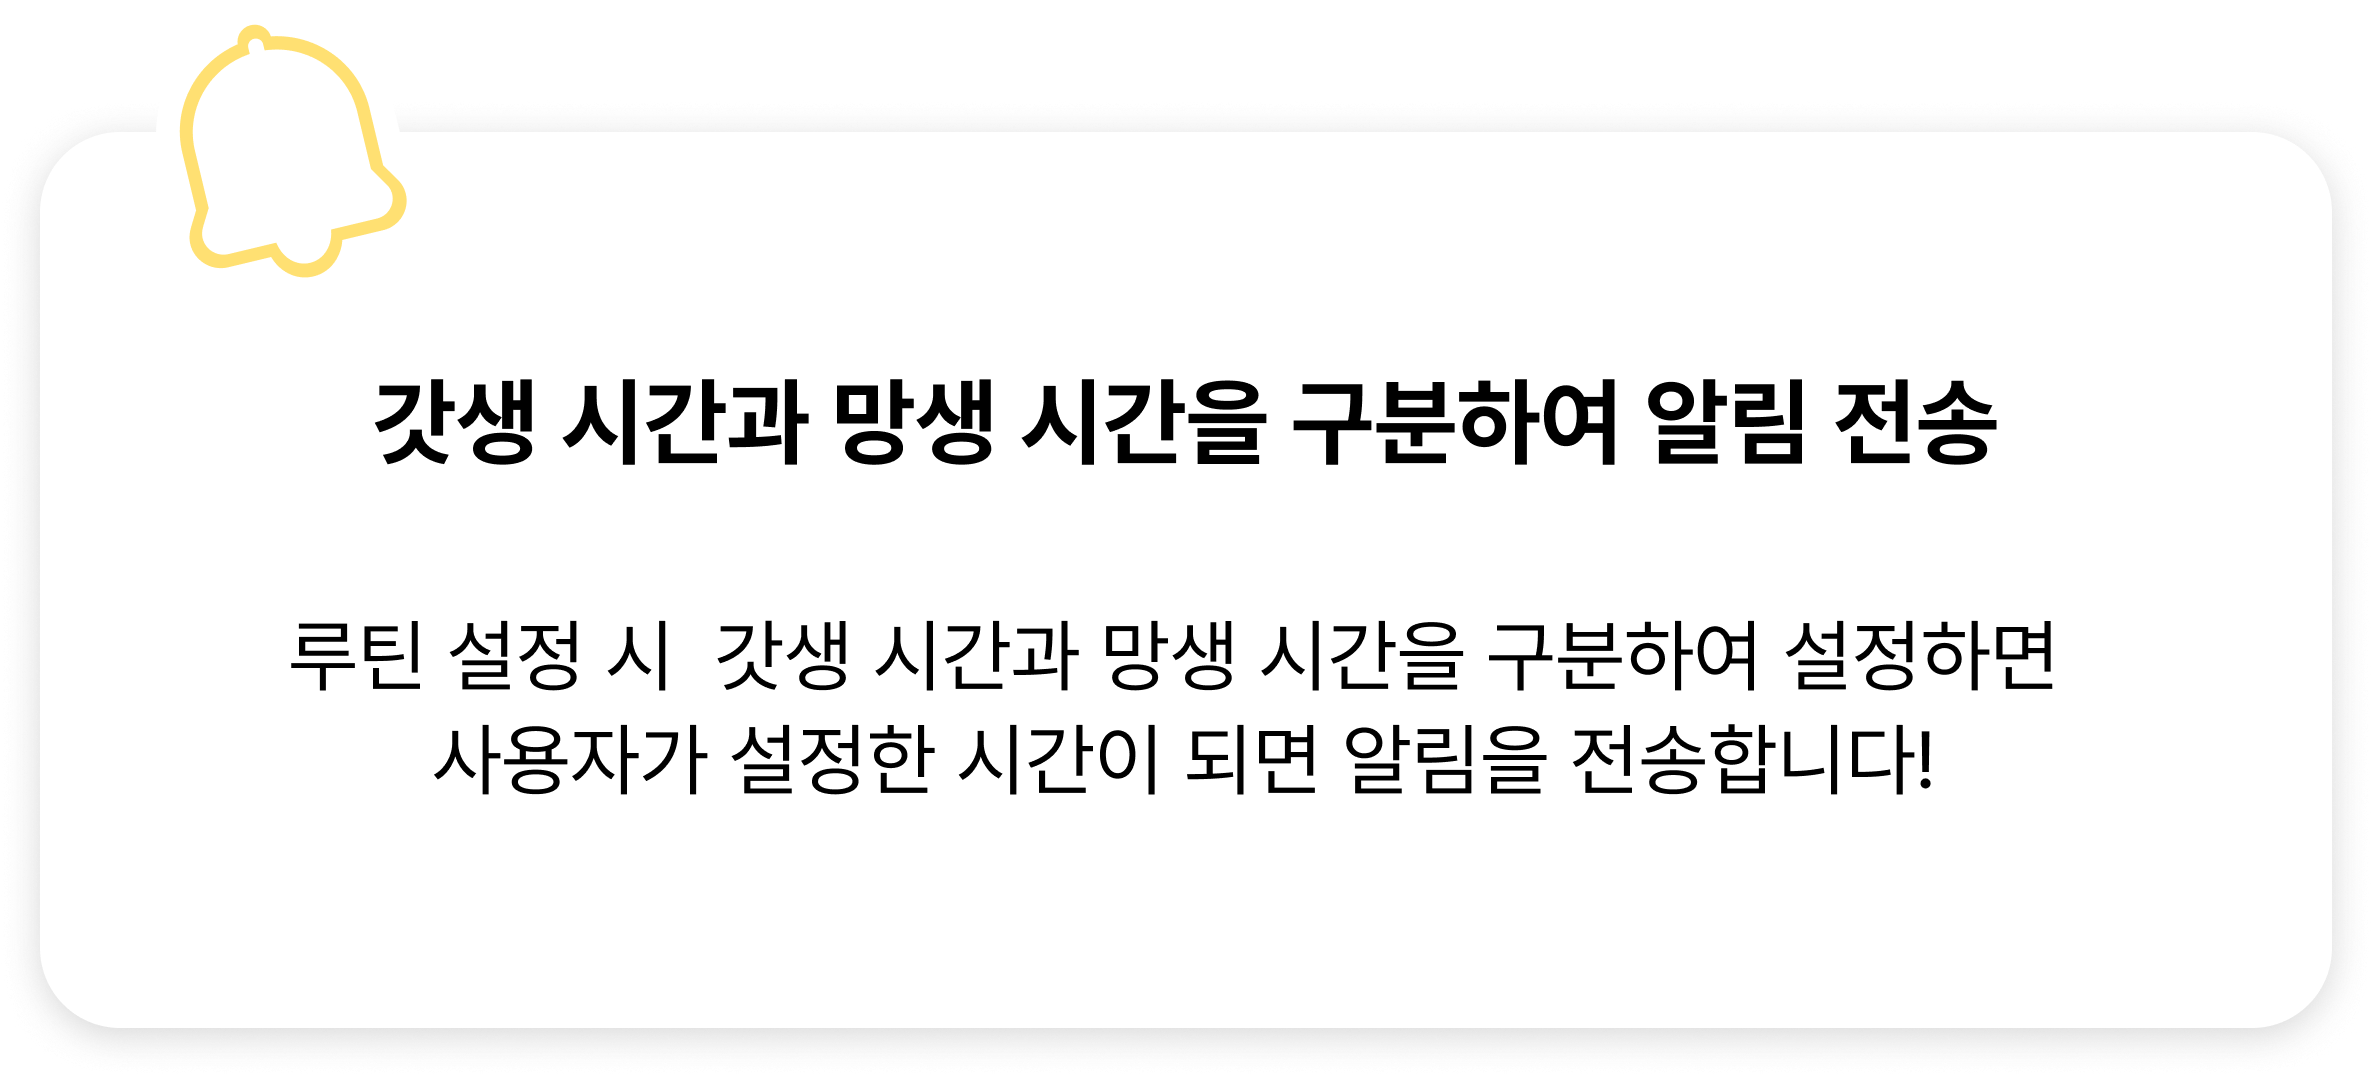 갓생 시간과 망생 시간을 구분하여 알림 전송
루틴 설정 시  갓생 시간과 망생 시간을 구분하여 설정하면
사용자가 설정한 시간이 되면 알림을 전송합니다!